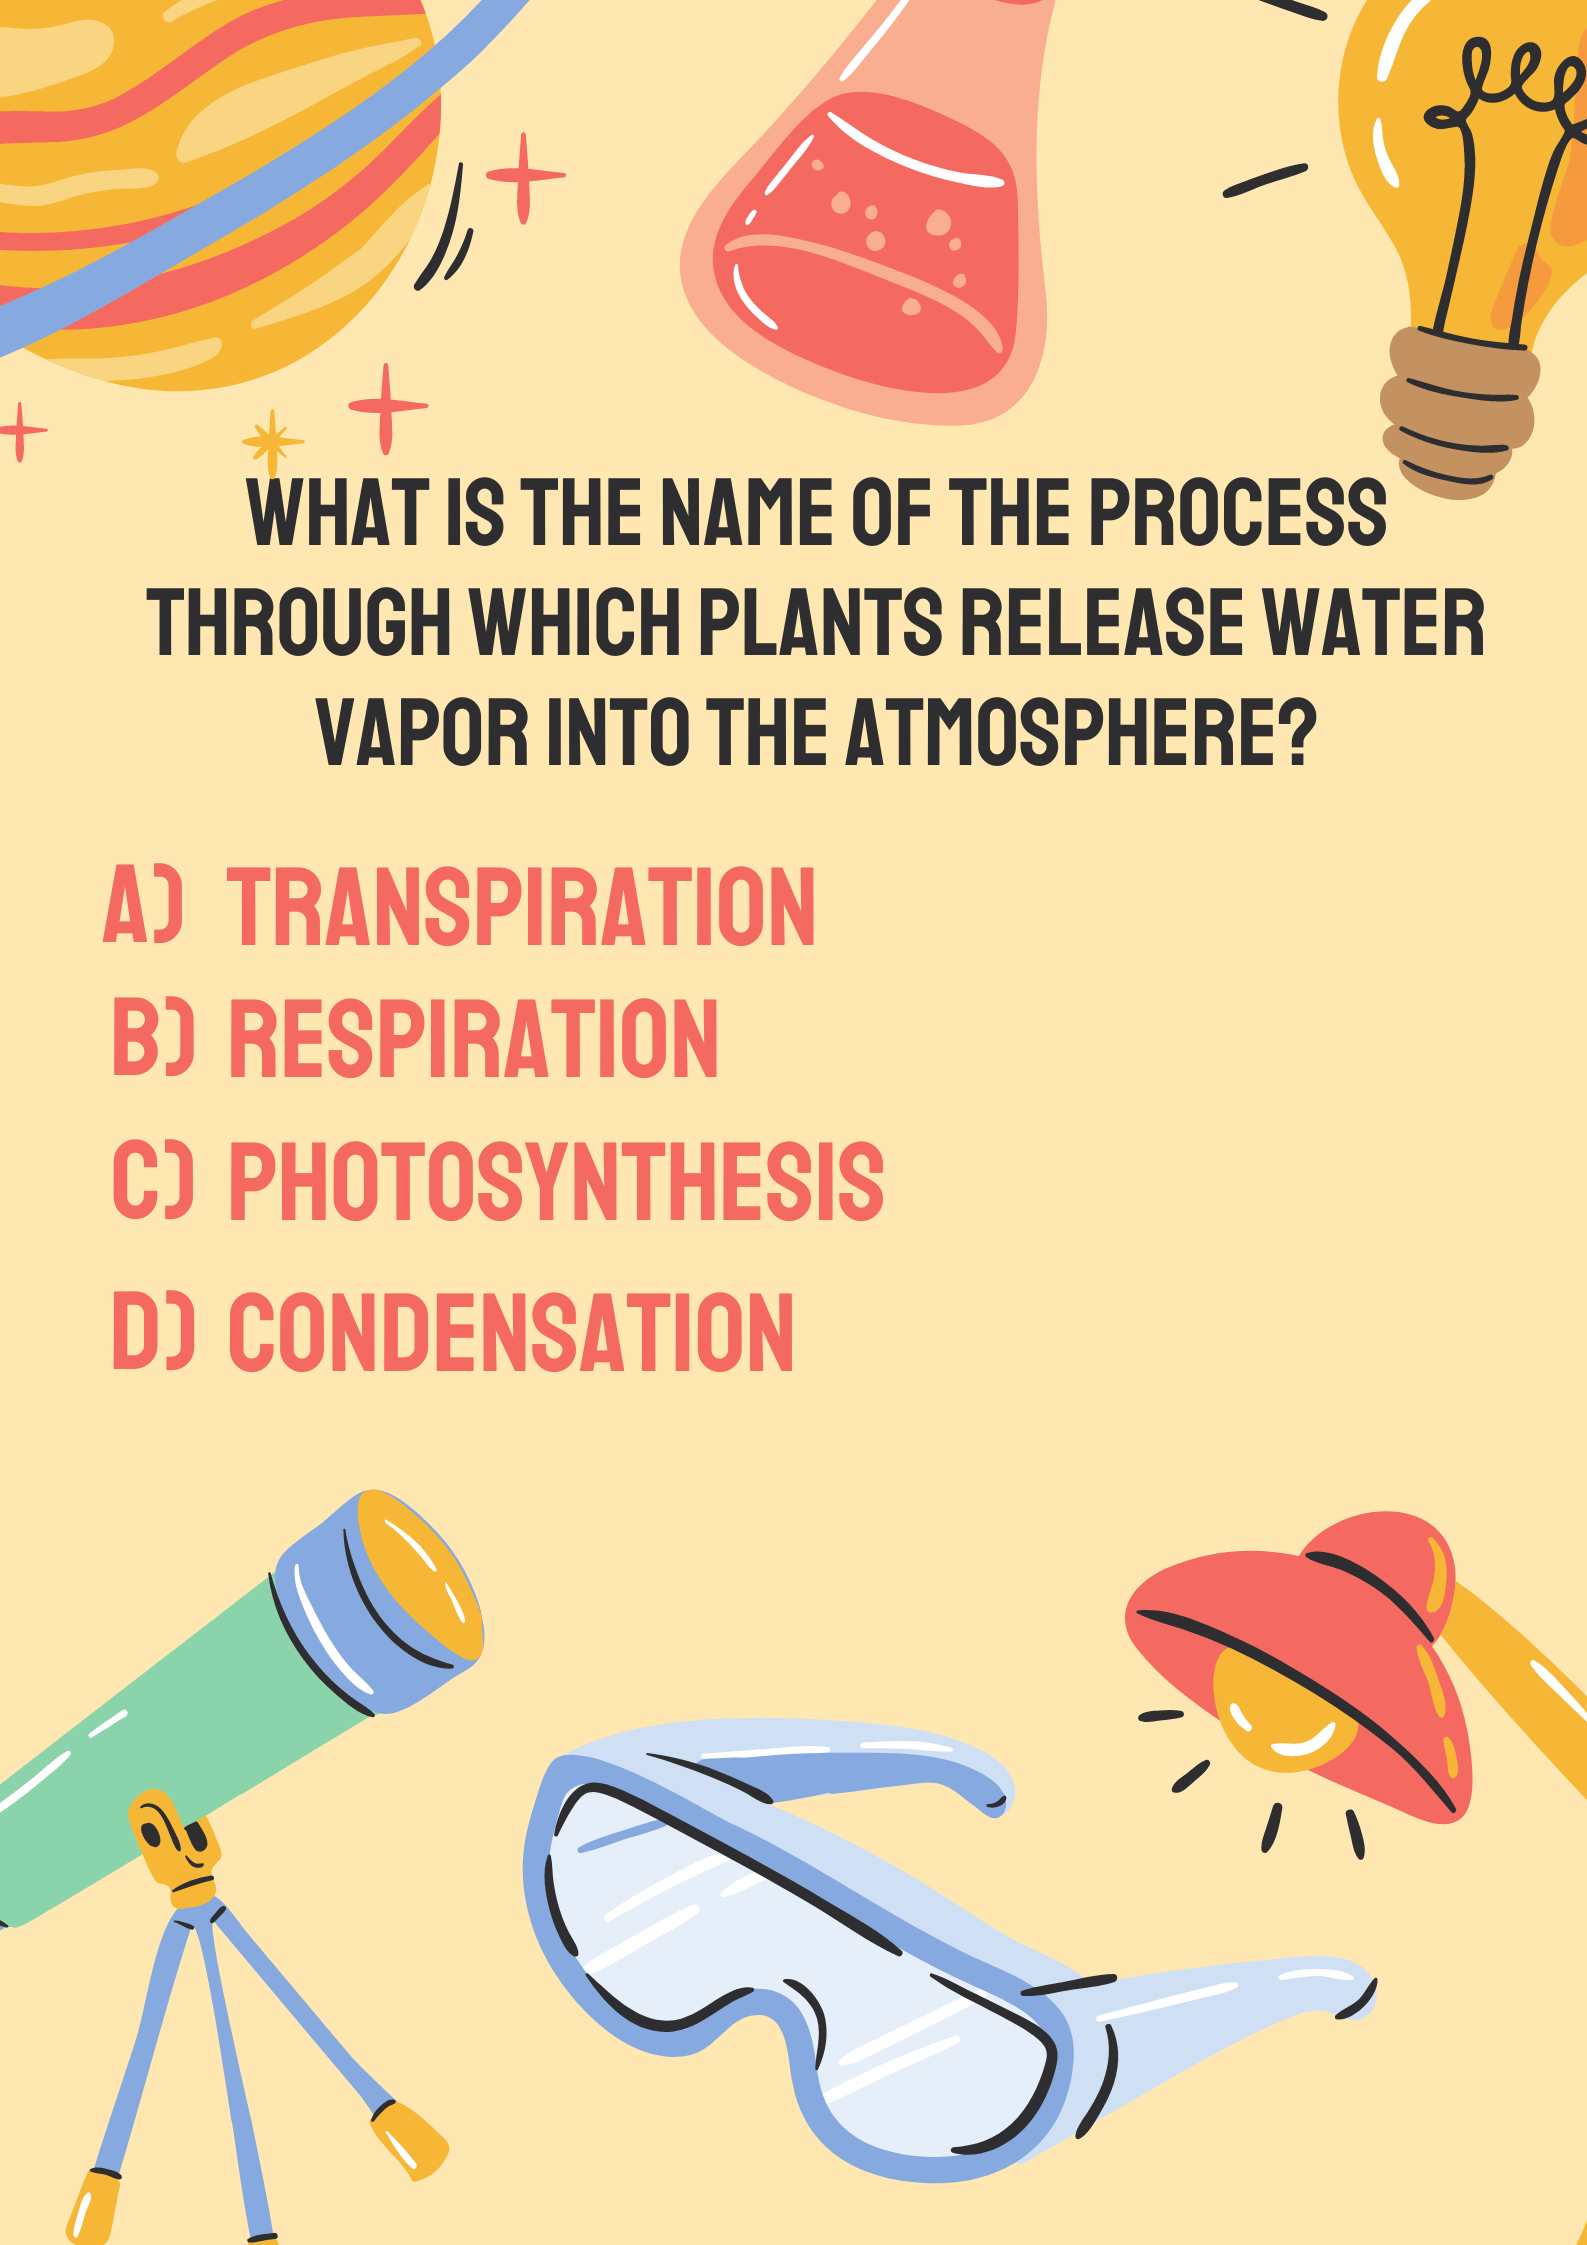 WHAT IS THE NAME OF THE PROCESS
THROUGH WHICH PLANTS RELEASE WATER
VAPOR INTO THE ATMOSPHERE?
A) TRANSPIRATION
B) RESPIRATION
C) PHOTOSYNTHESIS
D) CONDENSATION